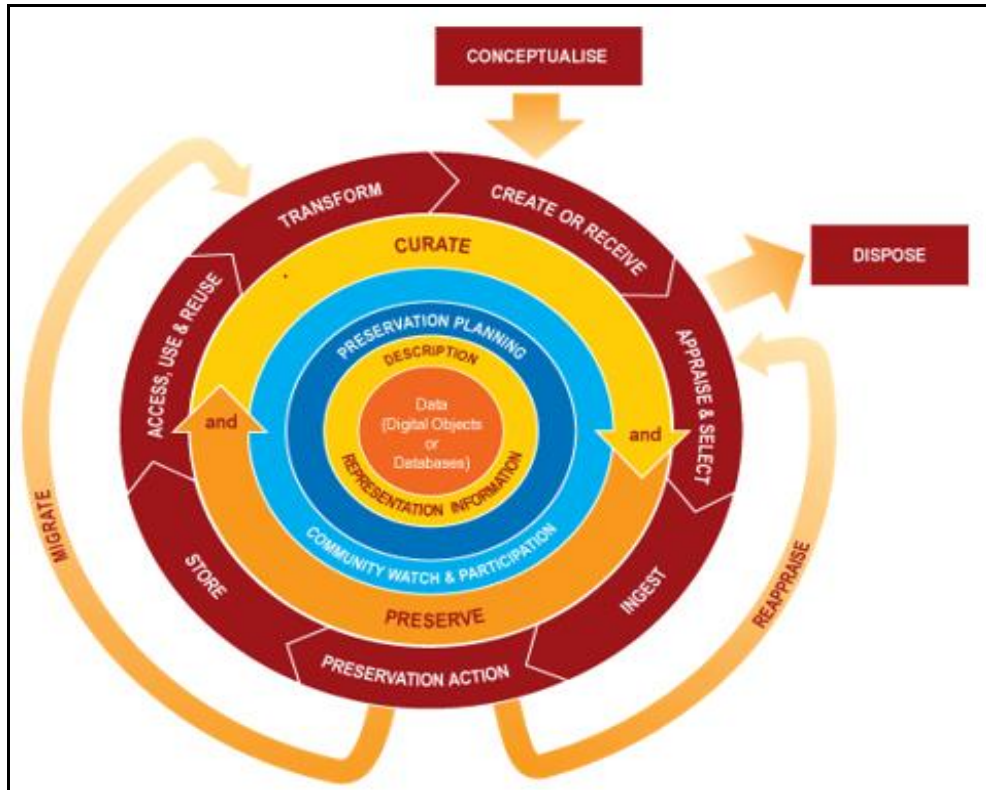 CONCEPTUALISE
TRANSFORM
CREATE OR RECEIVE
DISPOSE
CURATE
ACCESS, USE & REUSE
APPRAISE & SELECT
PRESERVATION PLANNING
DESCRIPTION
and
Data
(Digital Objects
or
Databases)
and
REPRESENTATION INFORMATION
COMMUNITY WATCH & PARTICIPATION
MIGRATE
STORE
INGEST
REAPPRAISE
PRESERVE
PRESERVATION ACTION